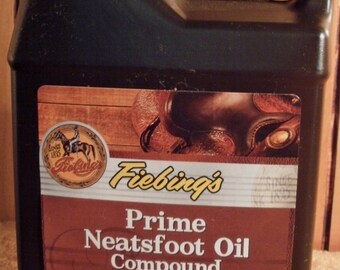 Fiebing's
Prime
Neatsfoot Oil
Compound